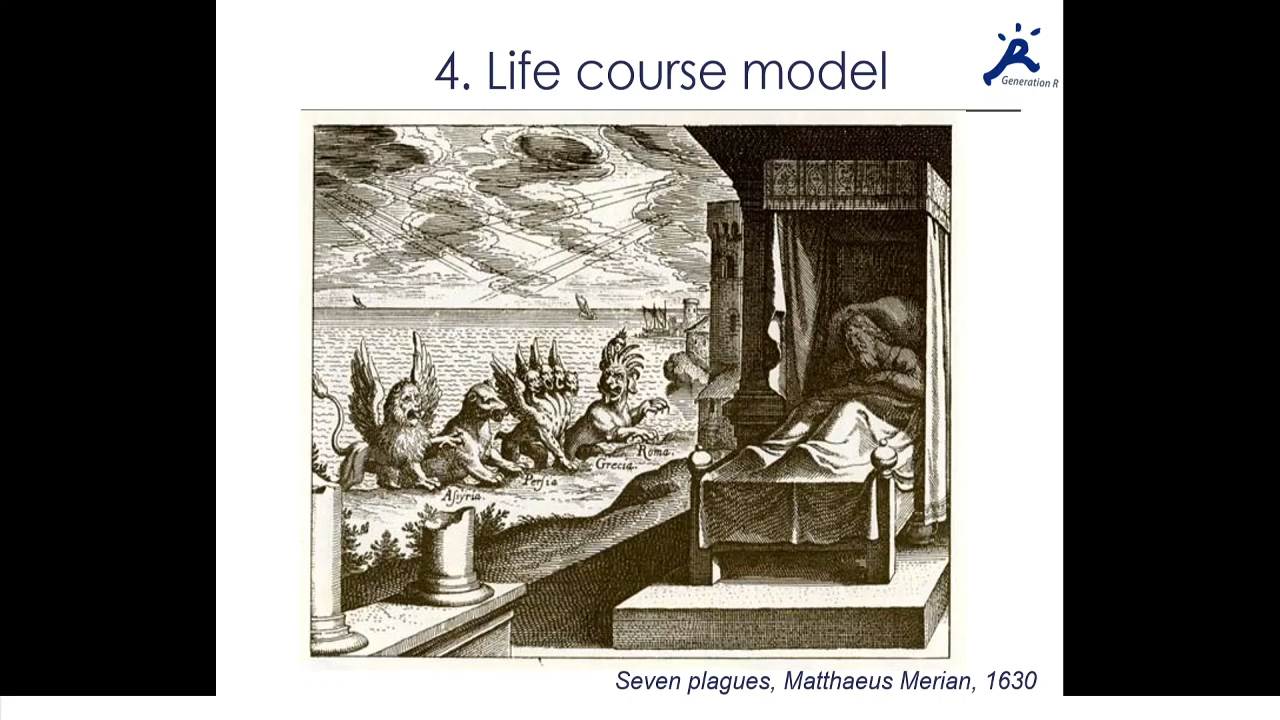 4. Life course model
Generation R
Roma.
Grecia.
Persia
Aſsyria.
Seven plagues, Matthaeus Merian, 1630